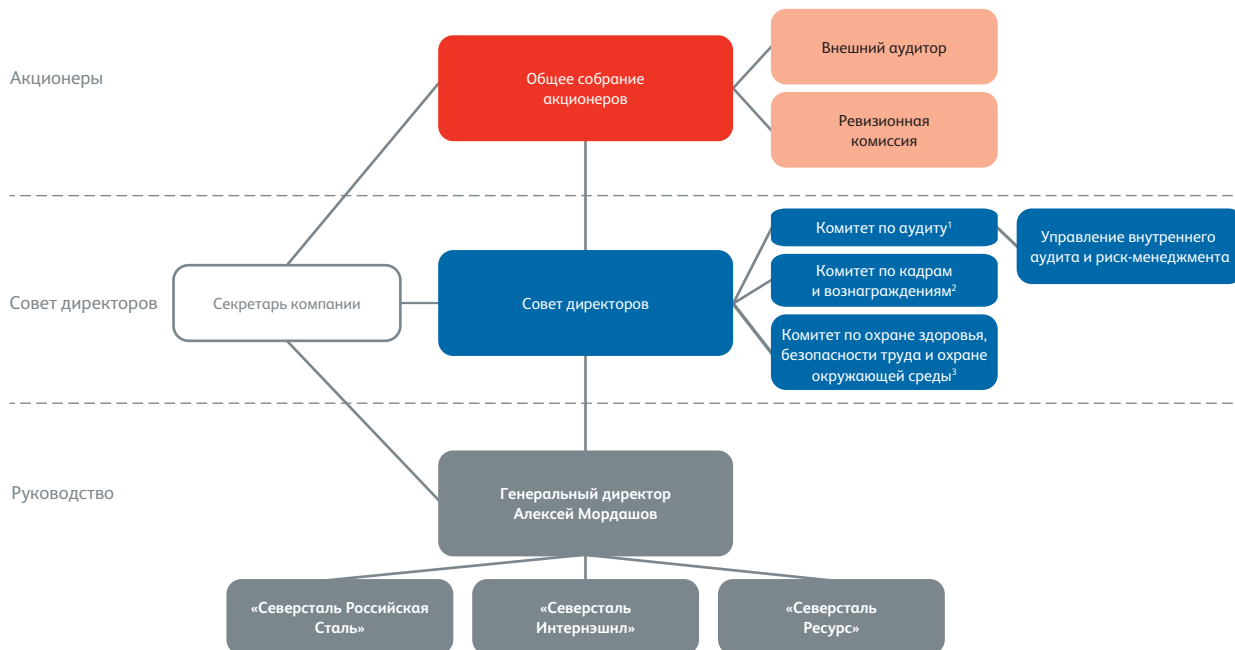 Акционеры
Общее собрание
акционеров
Внешний аудитор
Ревизионная
комиссия
Совет директоров
Секретарь компании
Совет директоров
Комитет по аудиту¹
Управление внутреннего
аудита и риск-менеджмента
Комитет по кадрам
и вознаграждениям²
Комитет по охране здоровья,
безопасности труда и охране
окружающей среды³
Руководство
Генеральный директор
Алексей Мордашов
«Северсталь Российская
Сталь»
«Северсталь
Интернэшнл»
«Северсталь
Ресурс»